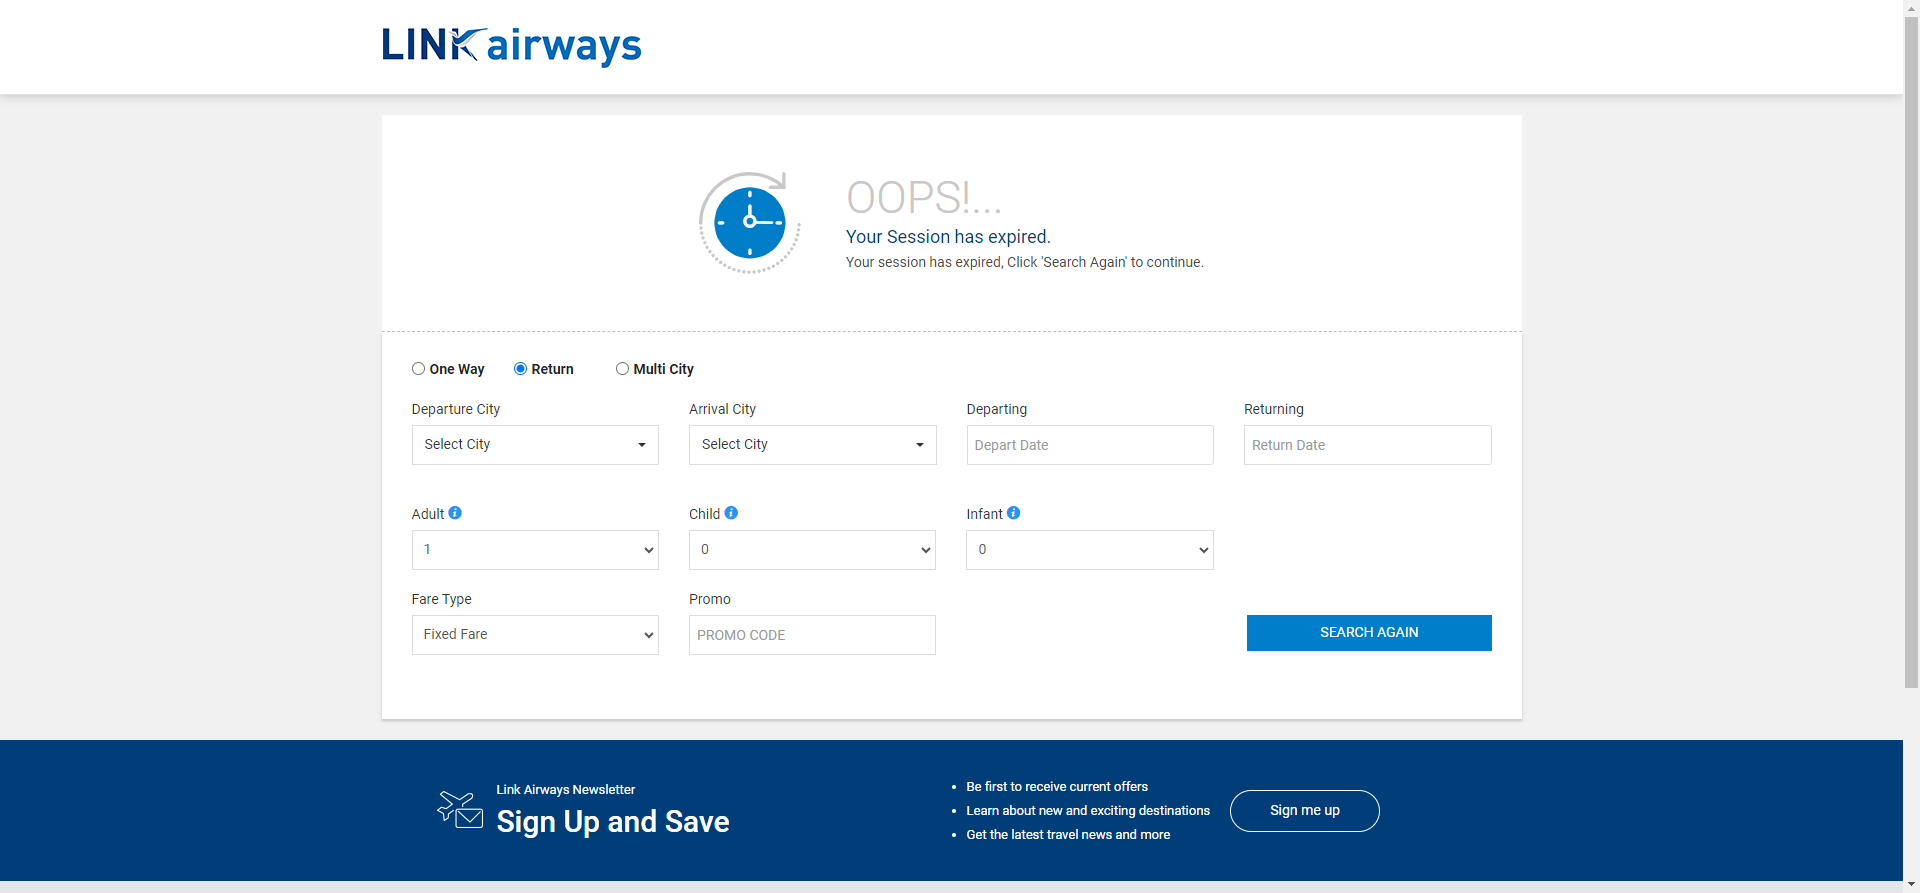 LINK airways
OOPS!...
Your Session has expired.
Your session has expired, Click 'Search Again' to continue.
One Way Return Multi City
Departure City Arrival City Departing Returning
Select City Select City Depart Date Return Date
Adult Child Infant
1 0 0
Fare Type Promo
Fixed Fare PROMO CODE SEARCH AGAIN
Link Airways Newsletter
Sign Up and Save
• Be first to receive current offers
• Learn about new and exciting destinations
• Get the latest travel news and more
Sign me up